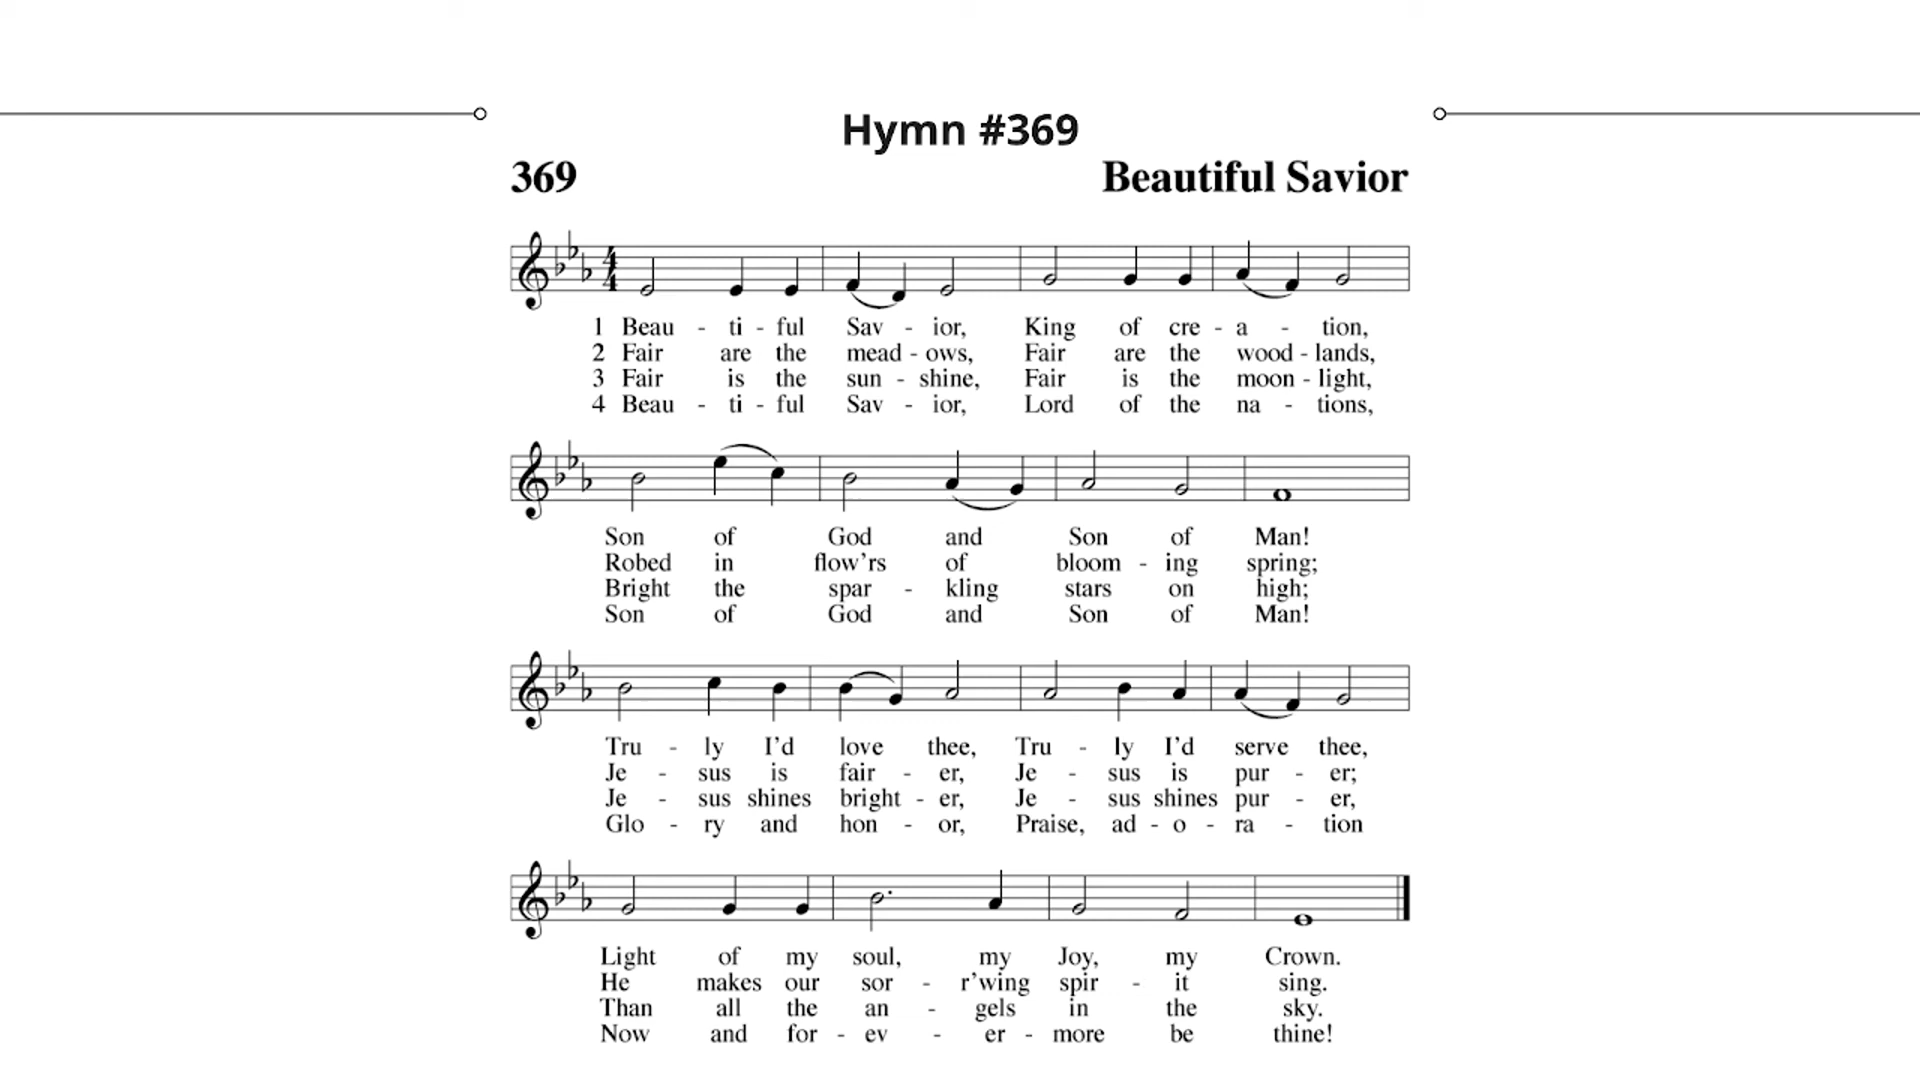 Hymn #369
369 Beautiful Savior
1 Beau - ti - ful Sav - ior, King of cre - a - tion,
2 Fair are the mead - ows, Fair are the wood - lands,
3 Fair is the sun - shine, Fair is the moon - light,
4 Beau - ti - ful Sav - ior, Lord of the na - tions,
Son of God and Son of Man!
Robed in flow'rs of bloom - ing spring;
Bright the spar - kling stars on high;
Son of God and Son of Man!
Tru - ly I'd love thee, Tru - ly I'd serve thee,
Je - sus is fair - er, Je - sus is pur - er;
Je - sus shines bright - er, Je - sus shines pur - er,
Glo - ry and hon - or, Praise, ad - o - ra - tion
Light of my soul, my Joy, my Crown.
He makes our sor - r'wing spir - it sing.
Than all the an - gels in the sky.
Now and for - ev - er - more be thine!